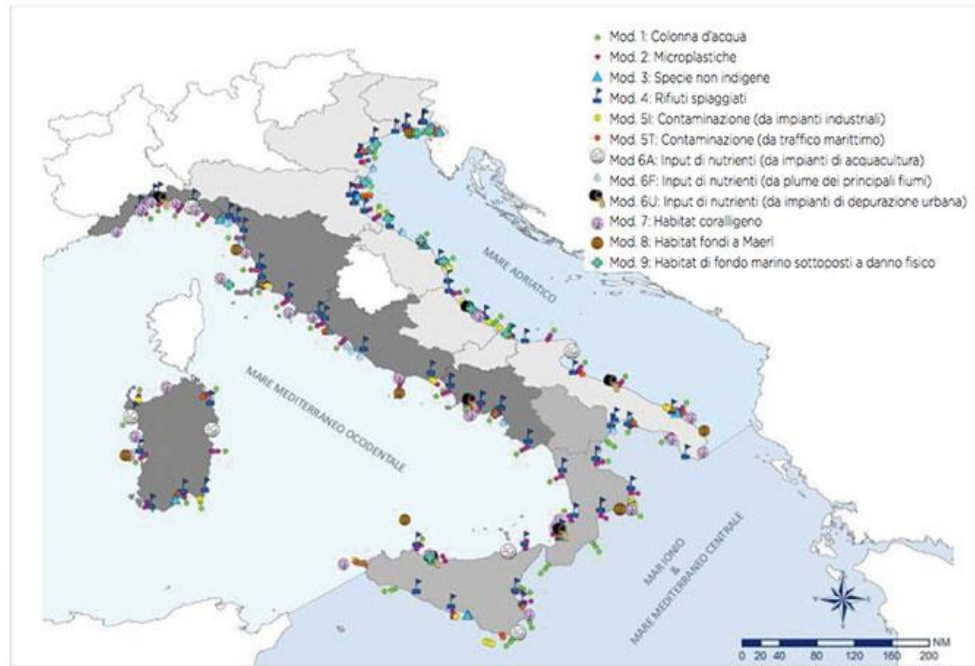 Mod. 1: Colonna d'acqua
Mod. 2: Microplastiche
Mod. 3: Specie non indigene
Mod. 4: Rifiuti spiaggiati
Mod. 5I: Contaminazione (da impianti industriali)
Mod. 5T: Contaminazione (da traffico marittimo)
Mod 6A: Input di nutrienti (da impianti di acquacultura)
Mod. 6F: Input di nutrienti (da plume dei principali fiumi)
Mod. 6U: Input di nutrienti (da impianti di depurazione urbana)
Mod. 7: Habitat coralligeno
Mod. 8: Habitat fondi a Maerl
Mod. 9: Habitat di fondo marino sottoposti a danno fisico
MARE ADRIATICO
MARE MEDITERRANEO OCCIDENTALE
MAR IONIO
&
MARE MEDITERRANEO CENTRALE
NM
0 20 40 80 120 160 200